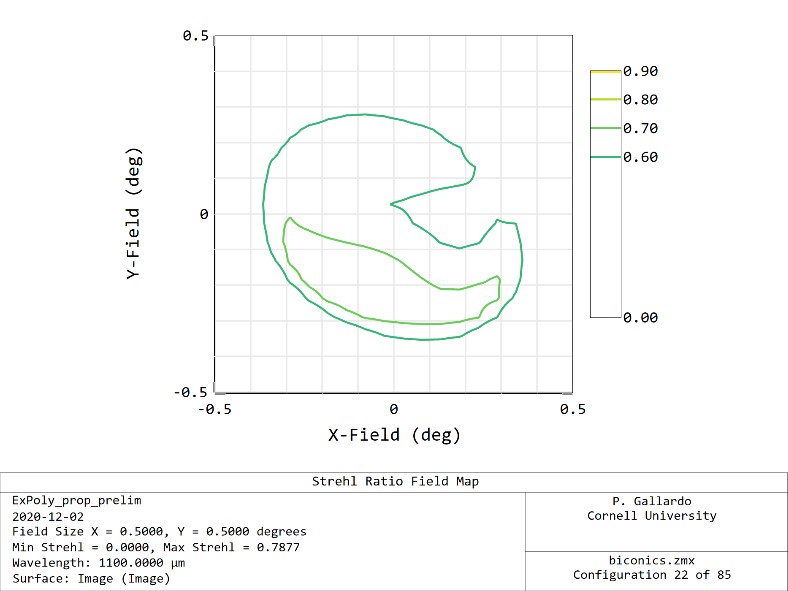 0.5
0
-0.5
Y-Field (deg)
-0.5
0
0.5
X-Field (deg)
0.90
0.80
0.70
0.60
0.00
Strehl Ratio Field Map
ExPoly_prop_prelim
2020-12-02
Field Size X = 0.5000, Y = 0.5000 degrees
Min Strehl = 0.0000, Max Strehl = 0.7877
Wavelength: 1100.0000 µm
Surface: Image (Image)
P. Gallardo
Cornell University
biconics.zmx
Configuration 22 of 85